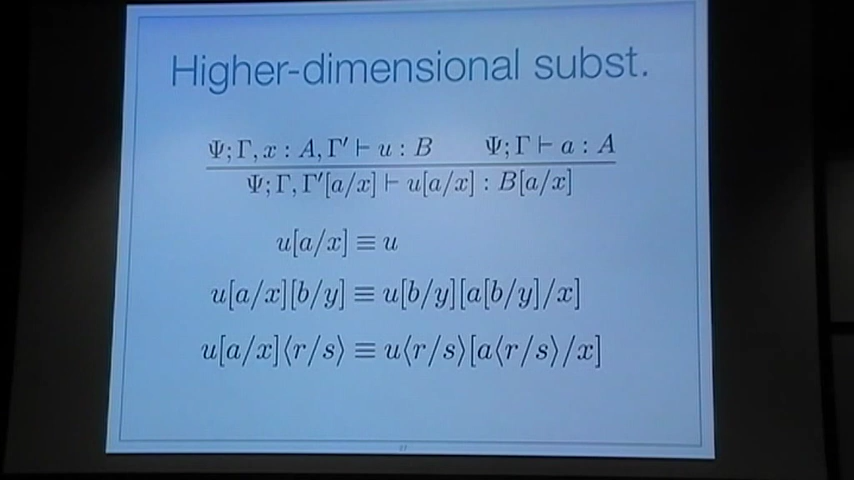 Higher-dimensional subst.
Ψ; Γ, x : A, Γ′ ⊢ u : B    Ψ; Γ ⊢ a : A
Ψ; Γ, Γ′[a/x] ⊢ u[a/x] : B[a/x]
u[a/x] ≡ u
u[a/x][b/y] ≡ u[b/y][a[b/y]/x]
u[a/x]⟨r/s⟩ ≡ u⟨r/s⟩[a⟨r/s⟩/x]